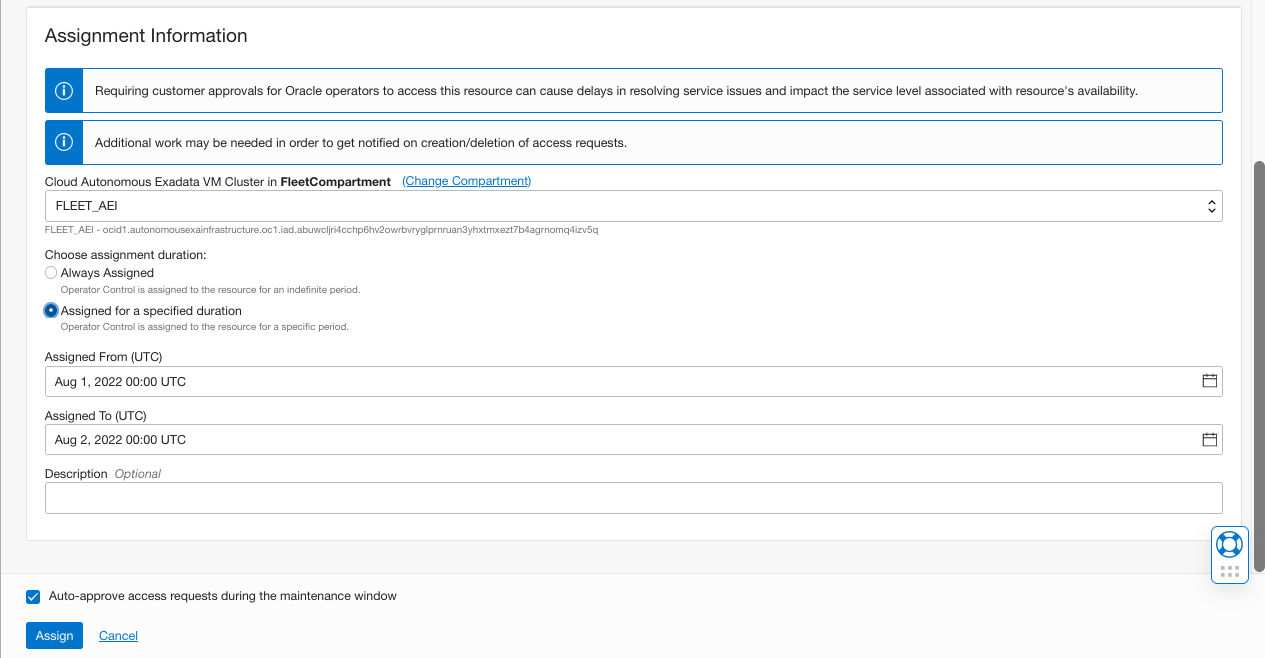 Assignment Information
Requiring customer approvals for Oracle operators to access this resource can cause delays in resolving service issues and impact the service level associated with resource's availability.
Additional work may be needed in order to get notified on creation/deletion of access requests.
Cloud Autonomous Exadata VM Cluster in FleetCompartment (Change Compartment)
FLEET_AEI
FLEET_AEI - ocid1.autonomousexainfrastructure.oc1.iad.abuwcljri4cchp6hv2owrbvryglprnruan3yhxtmxezt7b4agrnomq4izv5q
Choose assignment duration:
Always Assigned
Operator Control is assigned to the resource for an indefinite period.
Assigned for a specified duration
Operator Control is assigned to the resource for a specific period.
Assigned From (UTC)
Aug 1, 2022 00:00 UTC
Assigned To (UTC)
Aug 2, 2022 00:00 UTC
Description Optional
Auto-approve access requests during the maintenance window
Assign Cancel